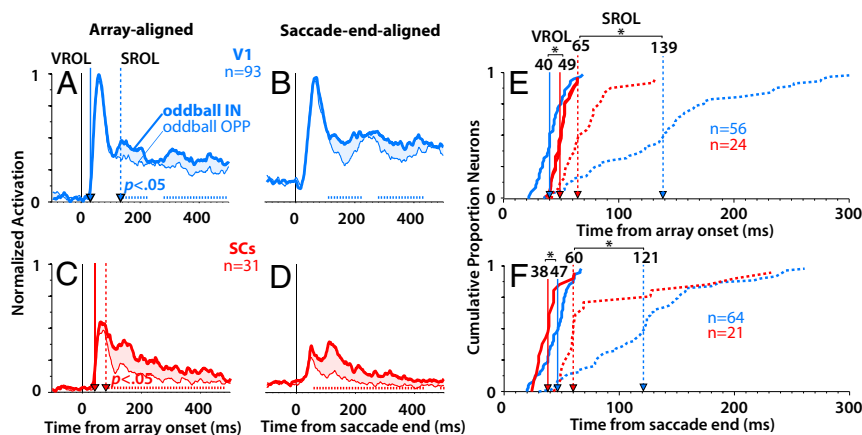 Array-aligned
Saccade-end-aligned
SROL
VROL SROL
V1
n=93
VROL
*
65
*
139
40 49
A
B
E
1
oddball IN
oddball OPP
p<.05
0
0 200 400
n=56
n=24
1
0
0 100 200 300
Time from array onset (ms)
Normalized Activation
Cumulative Proportion Neurons
SCs
n=31
C
D
F
1
p<.05
0
0 200 400
Time from array onset (ms)
0 200 400
Time from saccade end (ms)
38 47
*
60
*
121
1
n=64
n=21
0
0 100 200 300
Time from saccade end (ms)